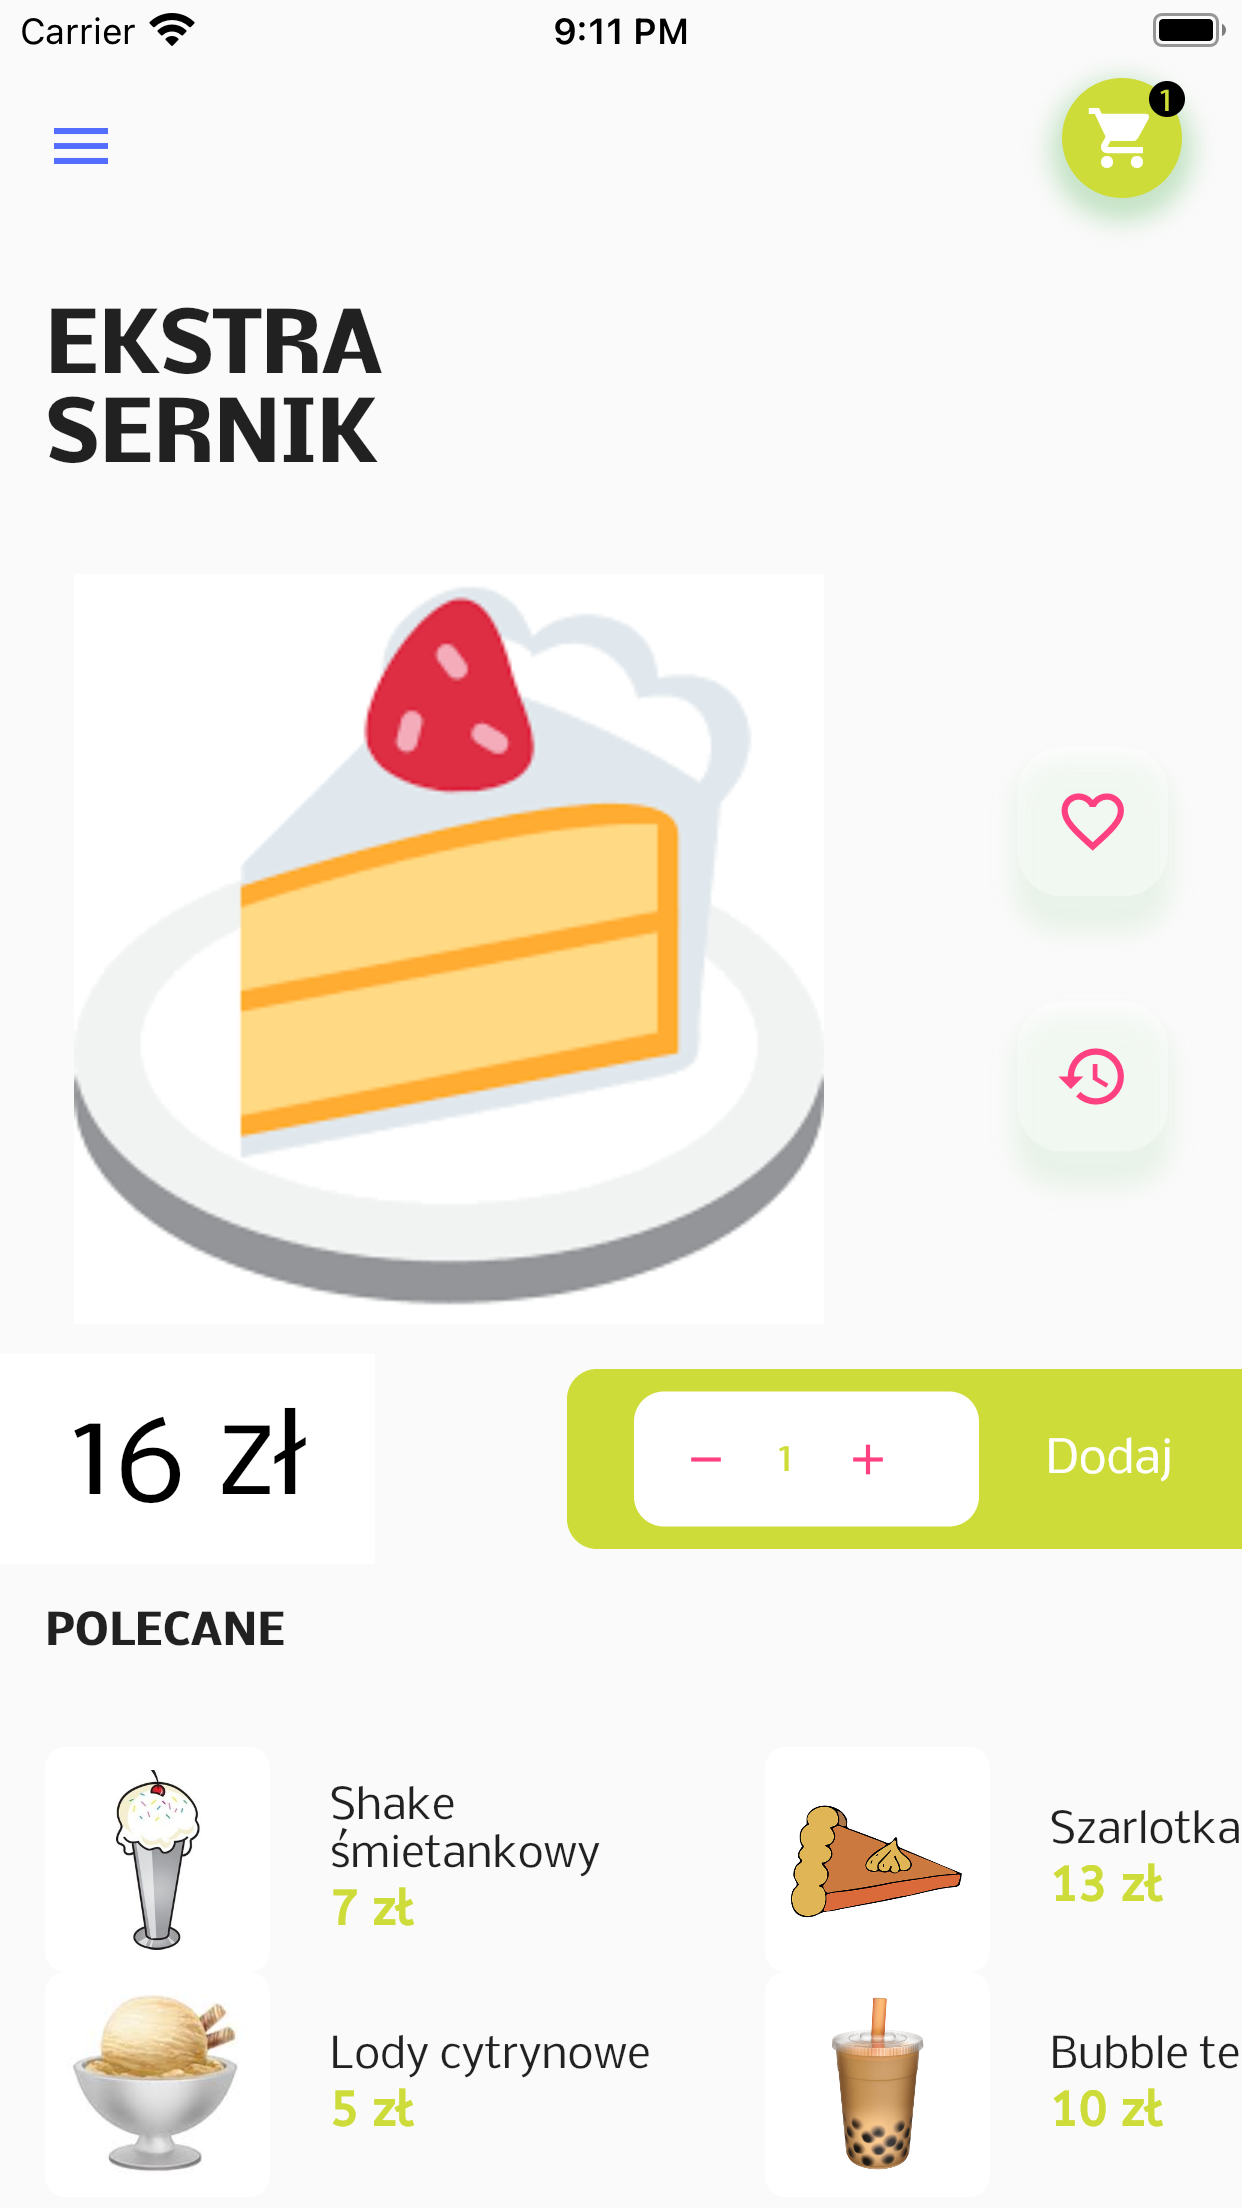 Carrier 9:11 PM
1
EKSTRA
SERNIK
16 zł
1 Dodaj
POLECANE
Shake
śmietankowy
7 zł
Szarlotka
13 zł
Lody cytrynowe
5 zł
Bubble te
10 zł